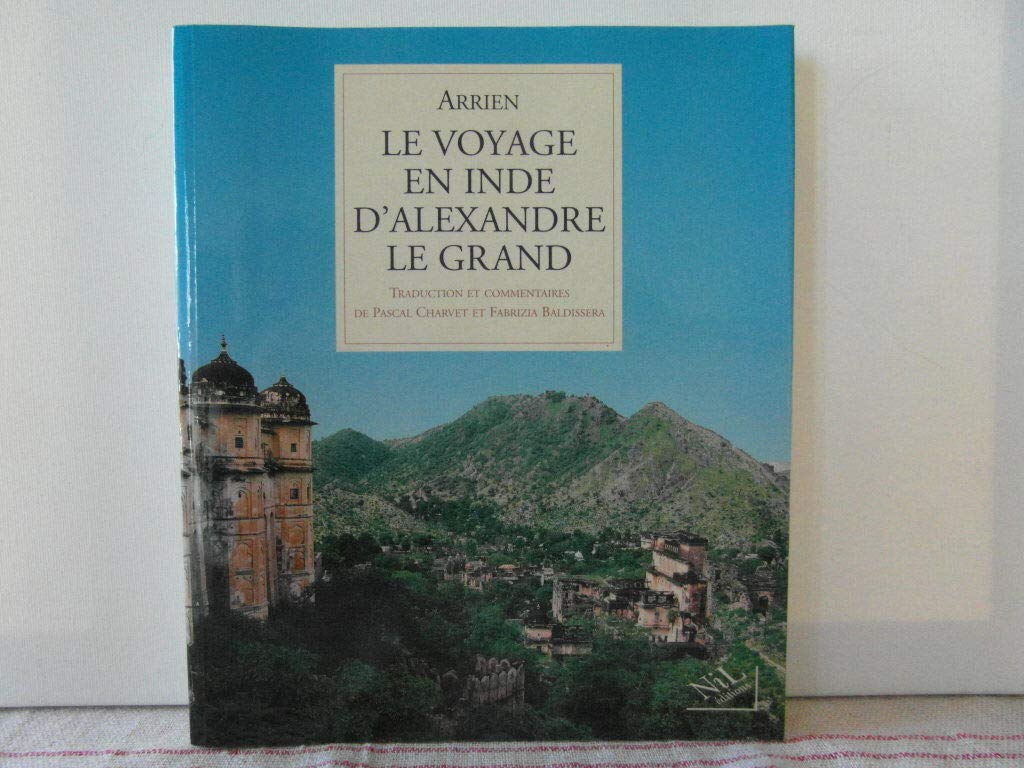 ARRIEN
LE VOYAGE
EN INDE
D'ALEXANDRE
LE GRAND
TRADUCTION ET COMMENTAIRES
DE PASCAL CHARVET ET FABRIZIA BALDISSERA
NiL
éditions